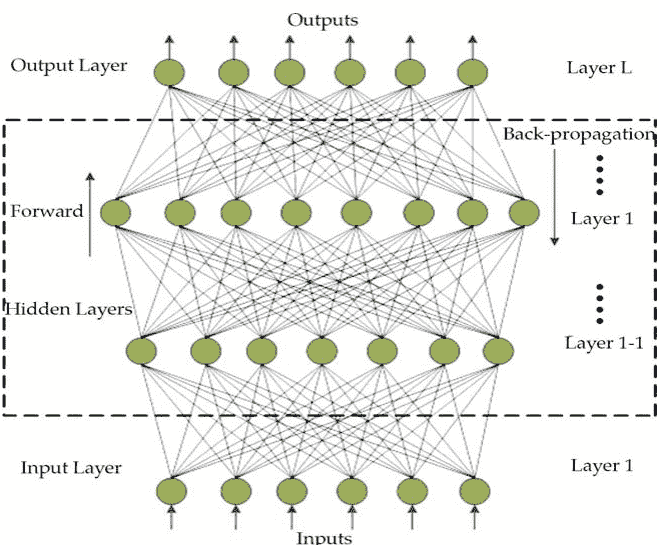 Outputs
Output Layer
Layer L
Back-propagation
Forward
Layer 1
Hidden Layers
Layer 1-1
Input Layer
Layer 1
Inputs